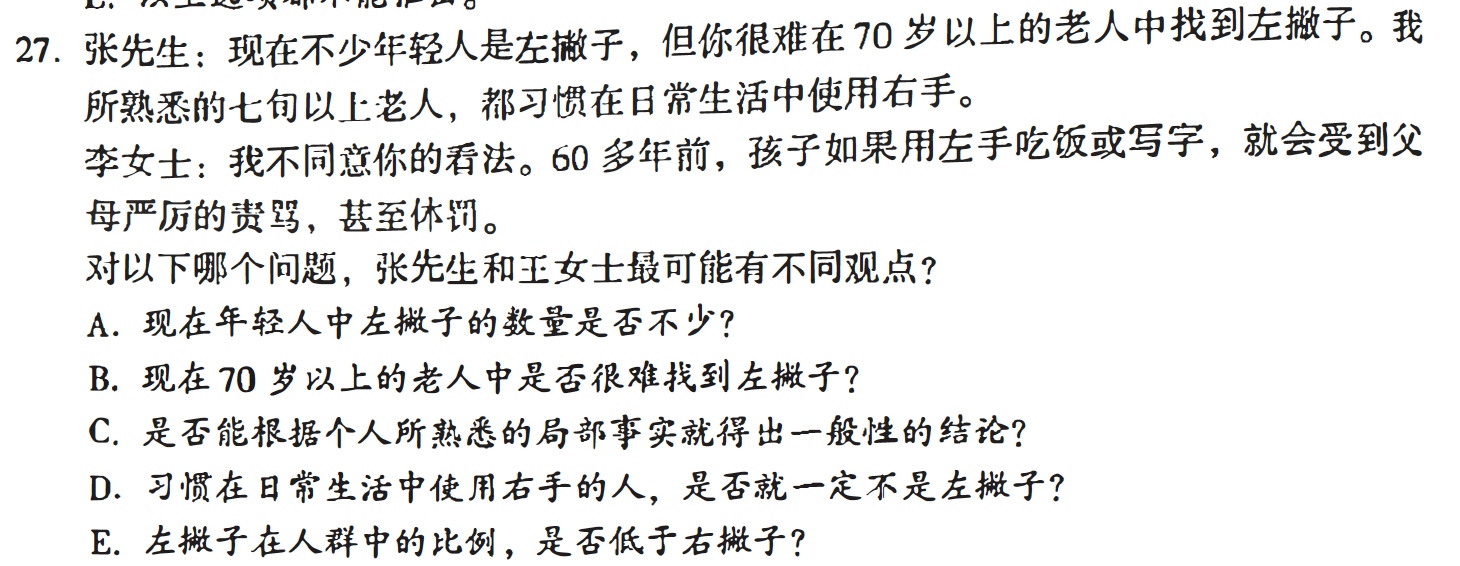 27. 张先生：现在不少年轻人是左撇子，但你很难在 70 岁以上的老人中找到左撇子。我
所熟悉的七旬以上老人，都习惯在日常生活中使用右手。
李女士：我不同意你的看法。60 多年前，孩子如果用左手吃饭或写字，就会受到父
母严厉的责骂，甚至体罚。
对以下哪个问题，张先生和王女士最可能有不同观点？
A. 现在年轻人中左撇子的数量是否不少？
B. 现在 70 岁以上的老人中是否很难找到左撇子？
C. 是否能根据个人所熟悉的局部事实就得出一般性的结论？
D. 习惯在日常生活中使用右手的人，是否就一定不是左撇子？
E. 左撇子在人群中的比例，是否低于右撇子？